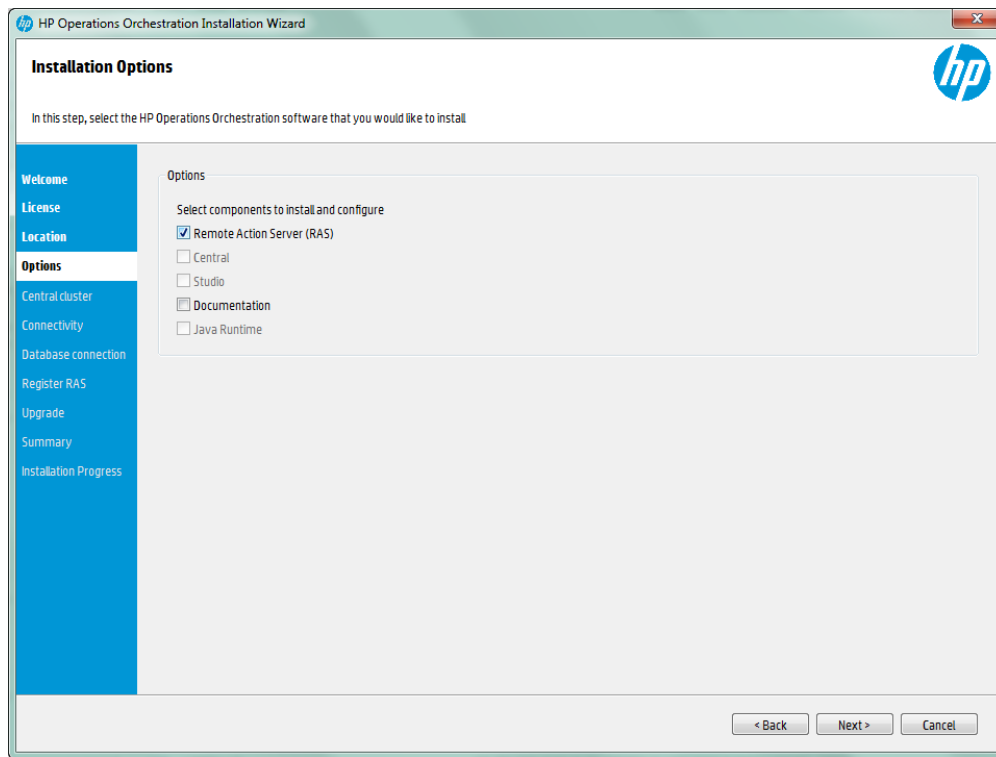 HP Operations Orchestration Installation Wizard
Installation Options
hp
In this step, select the HP Operations Orchestration software that you would like to install
Welcome
License
Location
Options
Central cluster
Connectivity
Database connection
Register RAS
Upgrade
Summary
Installation Progress
Options
Select components to install and configure
Remote Action Server (RAS)
Central
Studio
Documentation
Java Runtime
< Back Next > Cancel